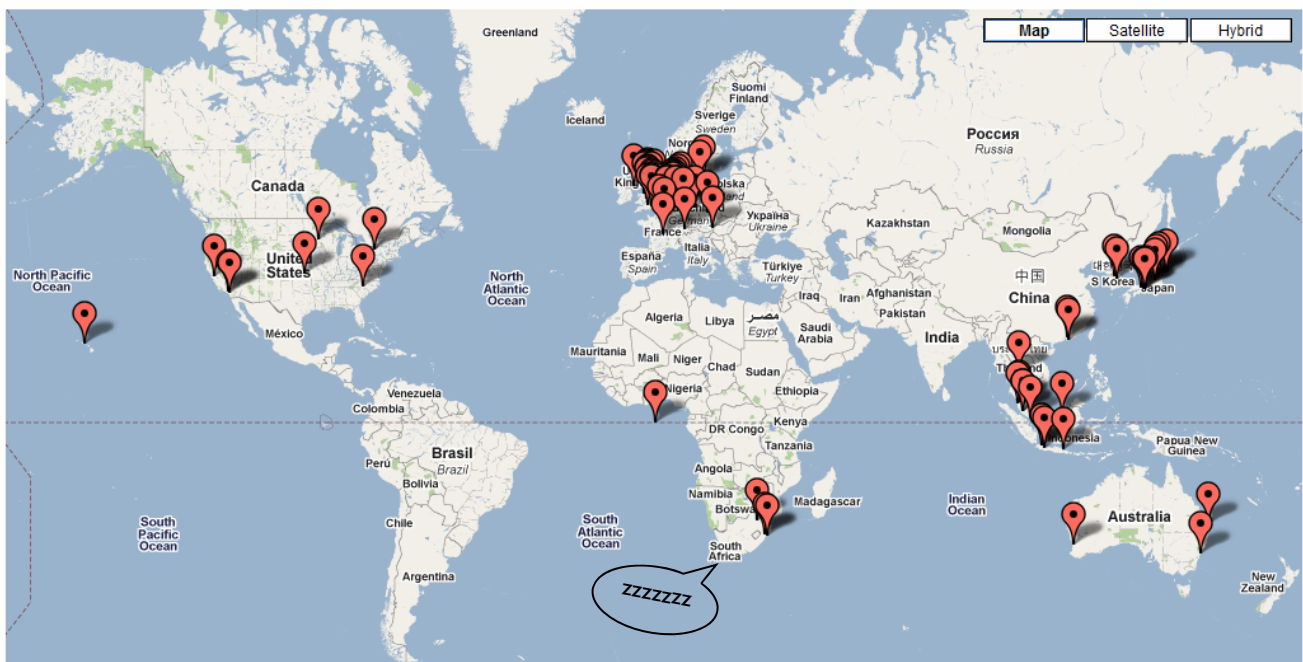 Map
Satellite
Hybrid
Greenland
Iceland
Suomi
Finland
Sverige
Sweden
Россия
Russia
Canada
Україна
Ukraine
Kazakhstan
Mongolia
France
Italia
Italy
España
Spain
Türkiye
Turkey
United
States
North Pacific
Ocean
North
Atlantic
Ocean
中国
China
S Korea
Japan
Iraq
Iran
Afghanistan
Pakistan
México
Algeria
Libya
مصر
Egypt
Saudi
Arabia
India
Mauritania
Mali
Niger
Chad
Sudan
Nigeria
Ethiopia
Venezuela
Colombia
DR Congo
Kenya
Tanzania
Papua New
Guinea
Brasil
Brazil
Perú
Bolivia
Angola
Namibia
Madagascar
Indian
Ocean
Australia
Chile
South
Pacific
Ocean
South
Atlantic
Ocean
South
Africa
Argentina
New
Zealand
ZZZZZZZ